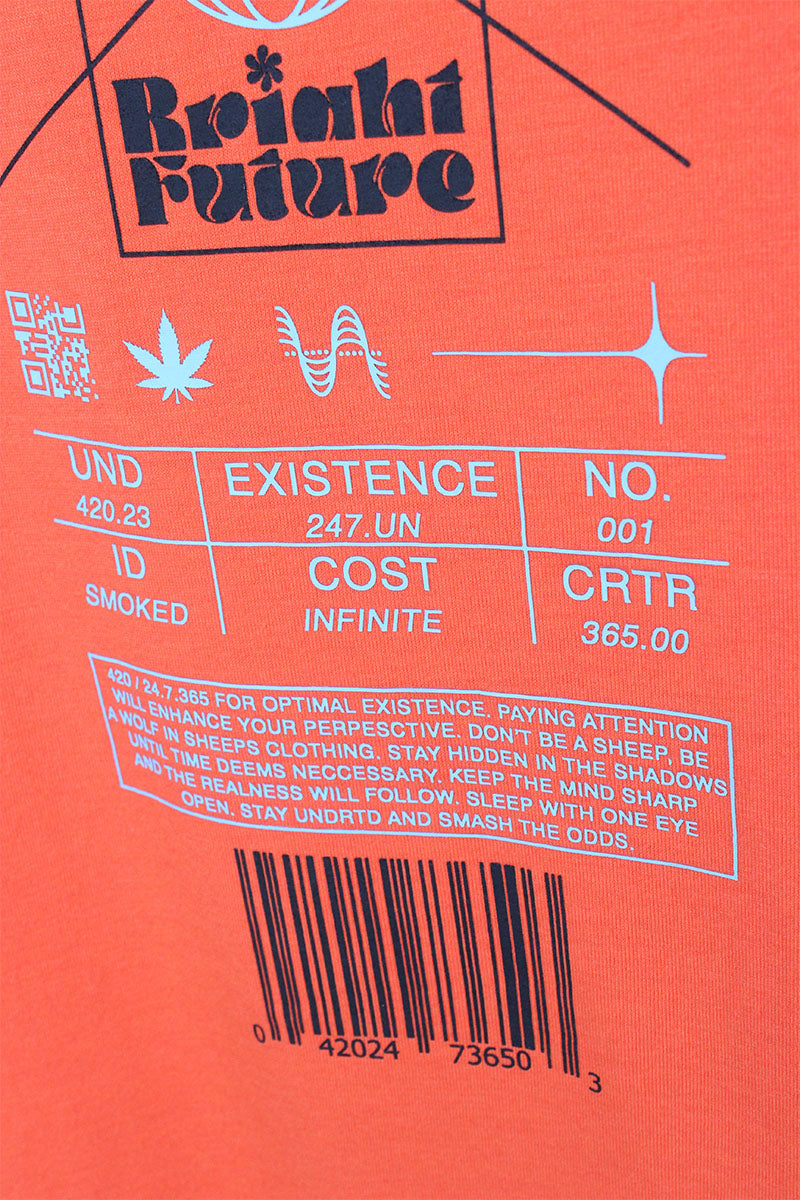 Bright
Future
UND EXISTENCE NO.
420.23 247.UN 001
ID COST CRTR
SMOKED INFINITE 365.00
420 / 24.7.365 FOR OPTIMAL EXISTENCE. PAYING ATTENTION
WILL ENHANCE YOUR PERPESCTIVE. DON'T BE A SHEEP, BE
A WOLF IN SHEEPS CLOTHING. STAY HIDDEN IN THE SHADOWS
UNTIL TIME DEEMS NECCESSARY. KEEP THE MIND SHARP
AND THE REALNESS WILL FOLLOW. SLEEP WITH ONE EYE
OPEN. STAY UNDRTD AND SMASH THE ODDS.
0 42024 73650 3